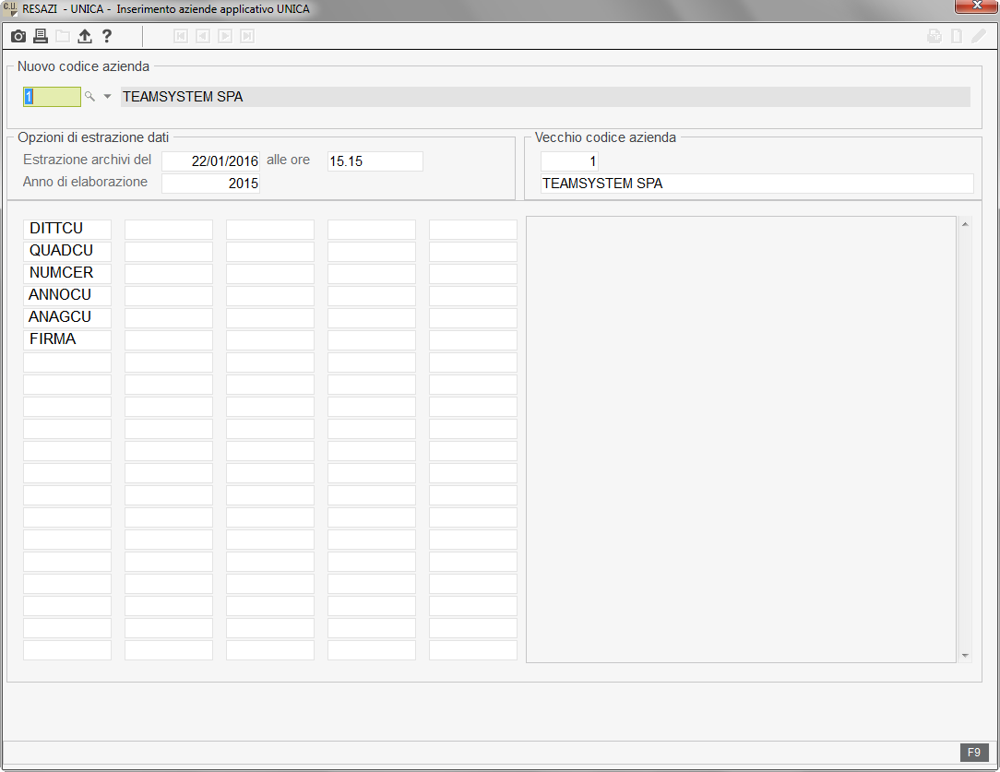 C.U. RESAZI - UNICA - Inserimento aziende applicativo UNICA
Nuovo codice azienda
1 TEAMSYSTEM SPA
Opzioni di estrazione dati
Estrazione archivi del 22/01/2016 alle ore 15.15
Anno di elaborazione 2015
Vecchio codice azienda
1
TEAMSYSTEM SPA
DITTCU
QUADCU
NUMCER
ANNOCU
ANAGCU
FIRMA
F9